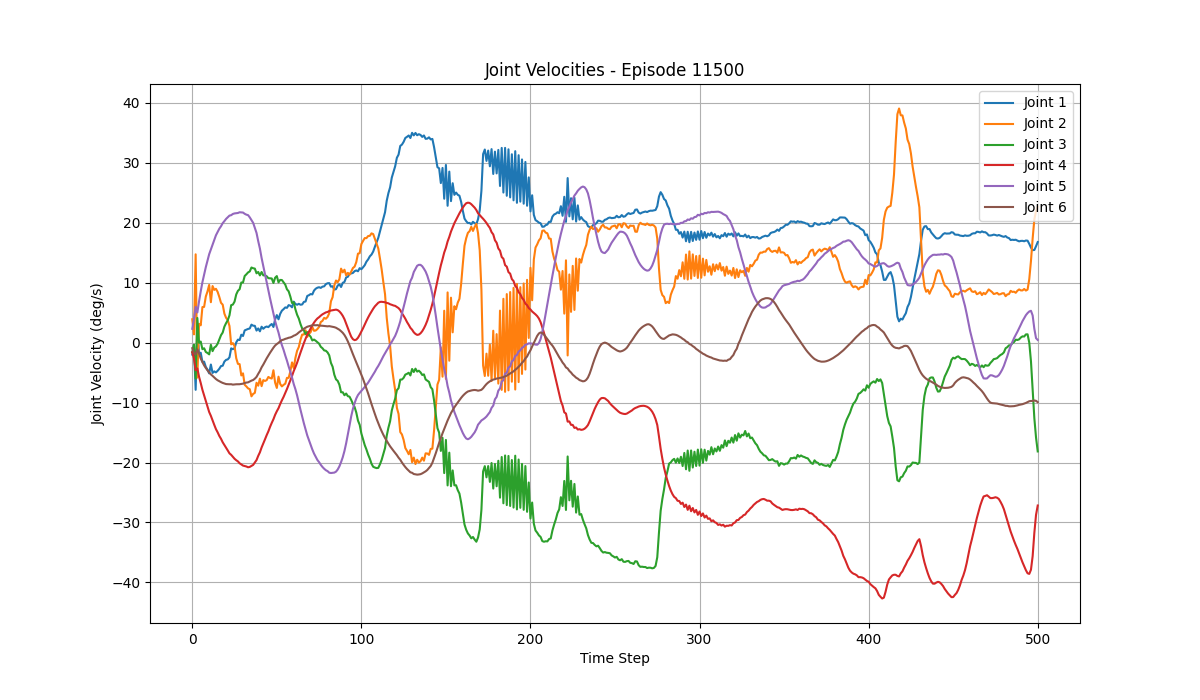 Joint Velocities - Episode 11500
Joint Velocity (deg/s)
40
30
20
10
0
−10
−20
−30
−40
Joint 1
Joint 2
Joint 3
Joint 4
Joint 5
Joint 6
0
100
200
300
400
500
Time Step